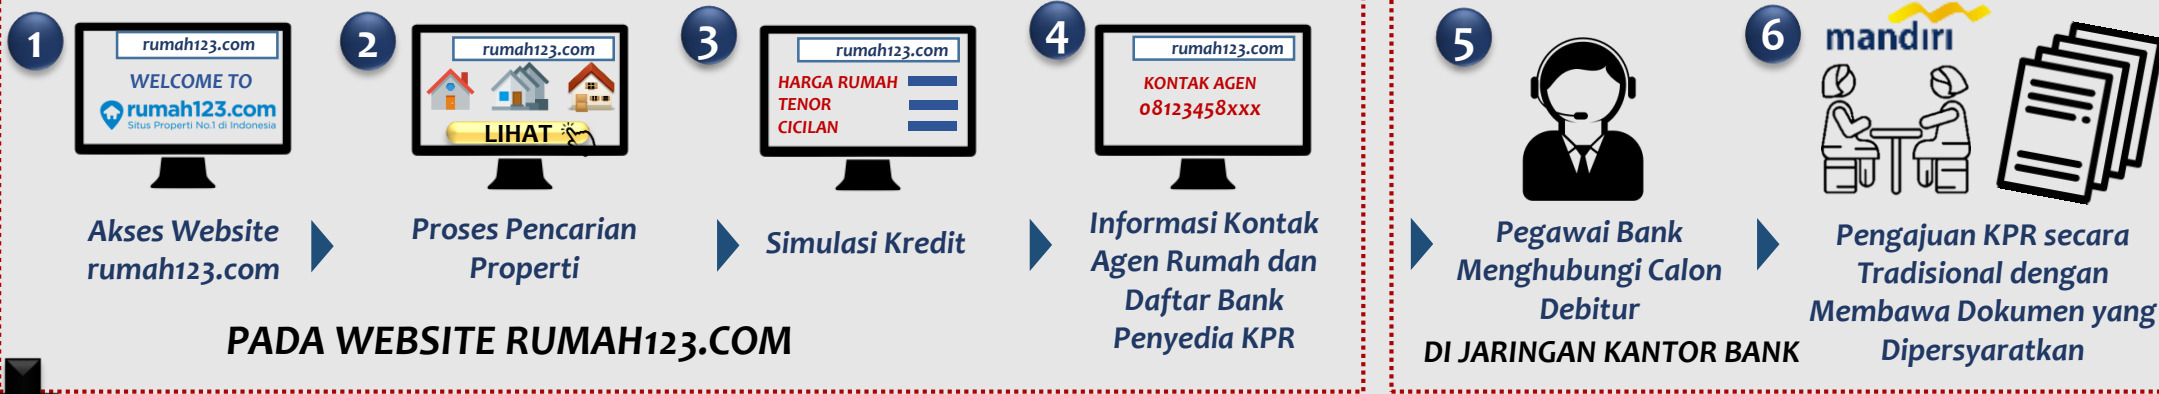 1
rumah123.com
WELCOME TO
rumah123.com
Situs Properti No.1 di Indonesia
Akses Website
rumah123.com
2
rumah123.com
LIHAT
Proses Pencarian
Properti
3
rumah123.com
HARGA RUMAH
TENOR
CICILAN
Simulasi Kredit
4
rumah123.com
KONTAK AGEN
08123458xxx
Informasi Kontak
Agen Rumah dan
Daftar Bank
Penyedia KPR
PADA WEBSITE RUMAH123.COM
5
Pegawai Bank
Menghubungi Calon
Debitur
6
mandiri
Pengajuan KPR secara
Tradisional dengan
Membawa Dokumen yang
Dipersyaratkan
DI JARINGAN KANTOR BANK